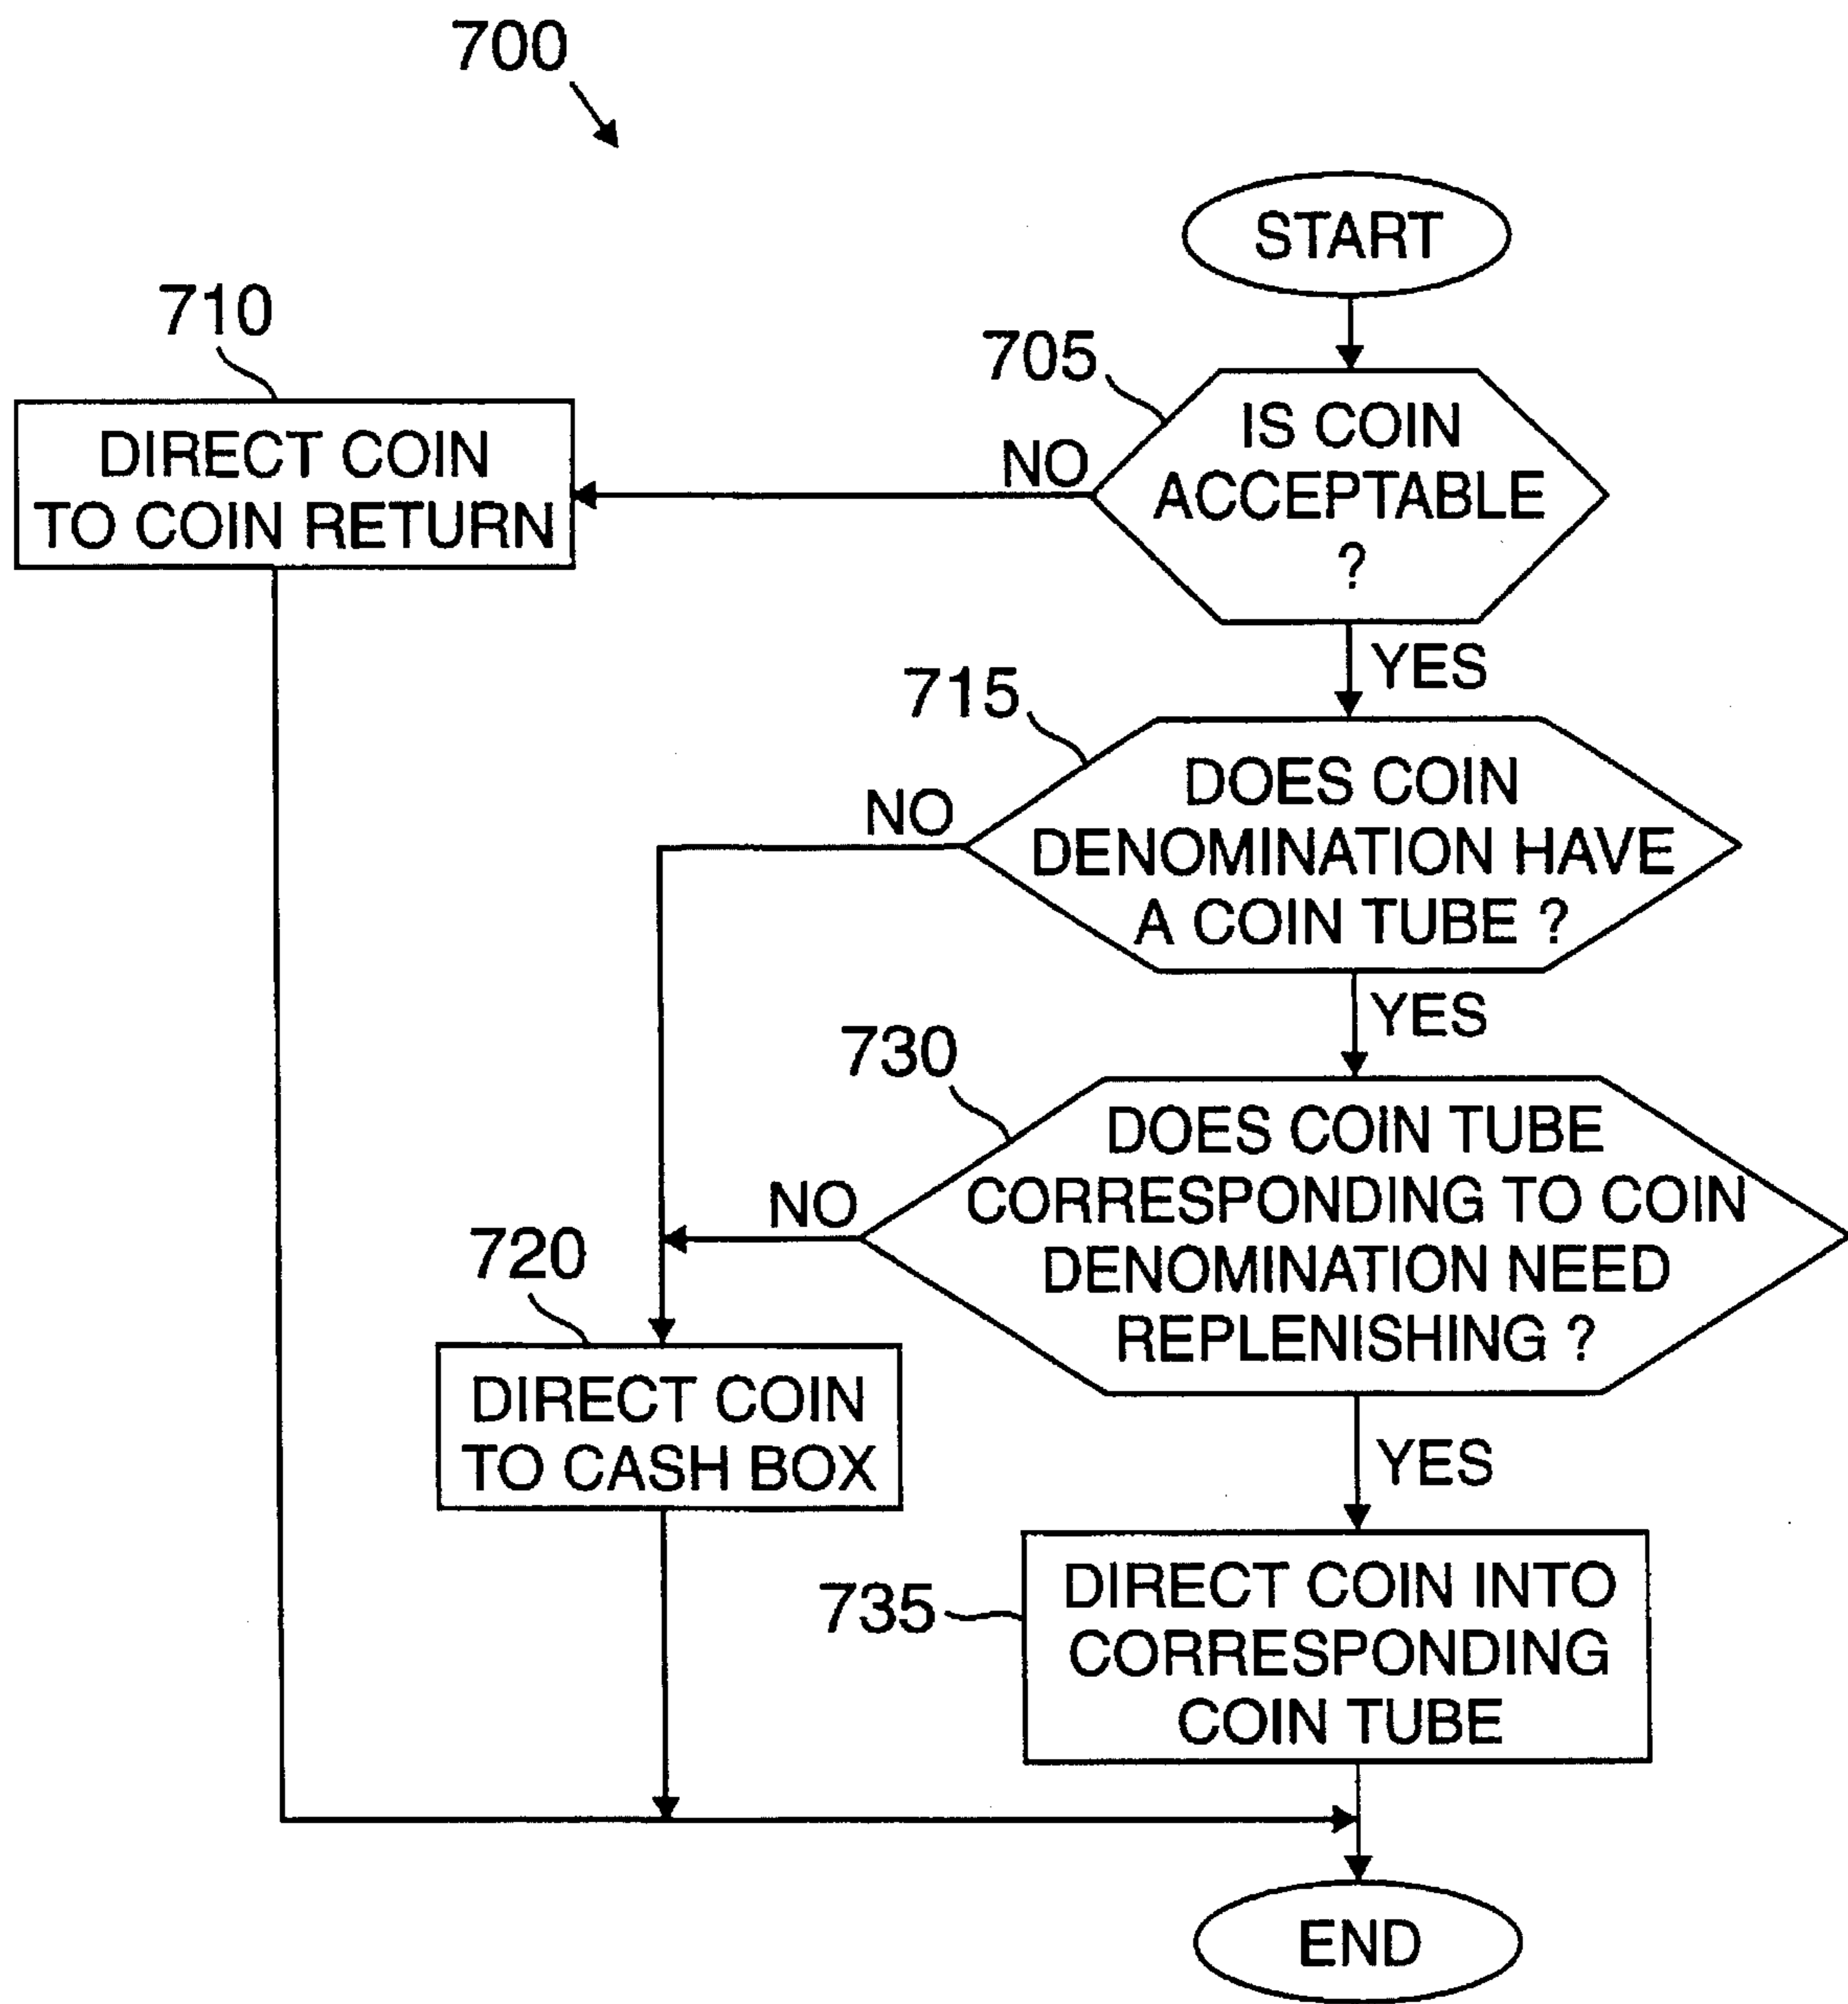 700
START
710
705
IS COIN
ACCEPTABLE
?
NO
DIRECT COIN
TO COIN RETURN
YES
715
DOES COIN
DENOMINATION HAVE
A COIN TUBE ?
NO
YES
730
DOES COIN TUBE
CORRESPONDING TO COIN
DENOMINATION NEED
REPLENISHING ?
NO
720
DIRECT COIN
TO CASH BOX
YES
735
DIRECT COIN INTO
CORRESPONDING
COIN TUBE
END